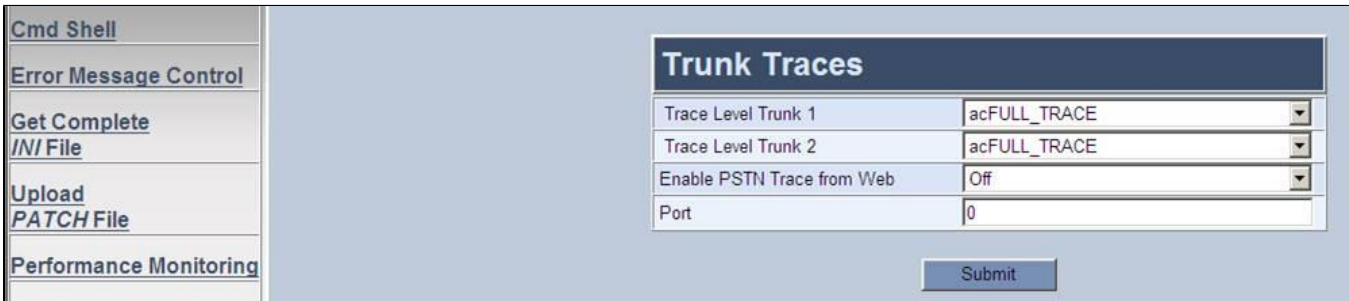 Cmd Shell
Error Message Control
Get Complete
INI File
Upload
PATCH File
Performance Monitoring
Trunk Traces
Trace Level Trunk 1 acFULL_TRACE
Trace Level Trunk 2 acFULL_TRACE
Enable PSTN Trace from Web Off
Port 0
Submit